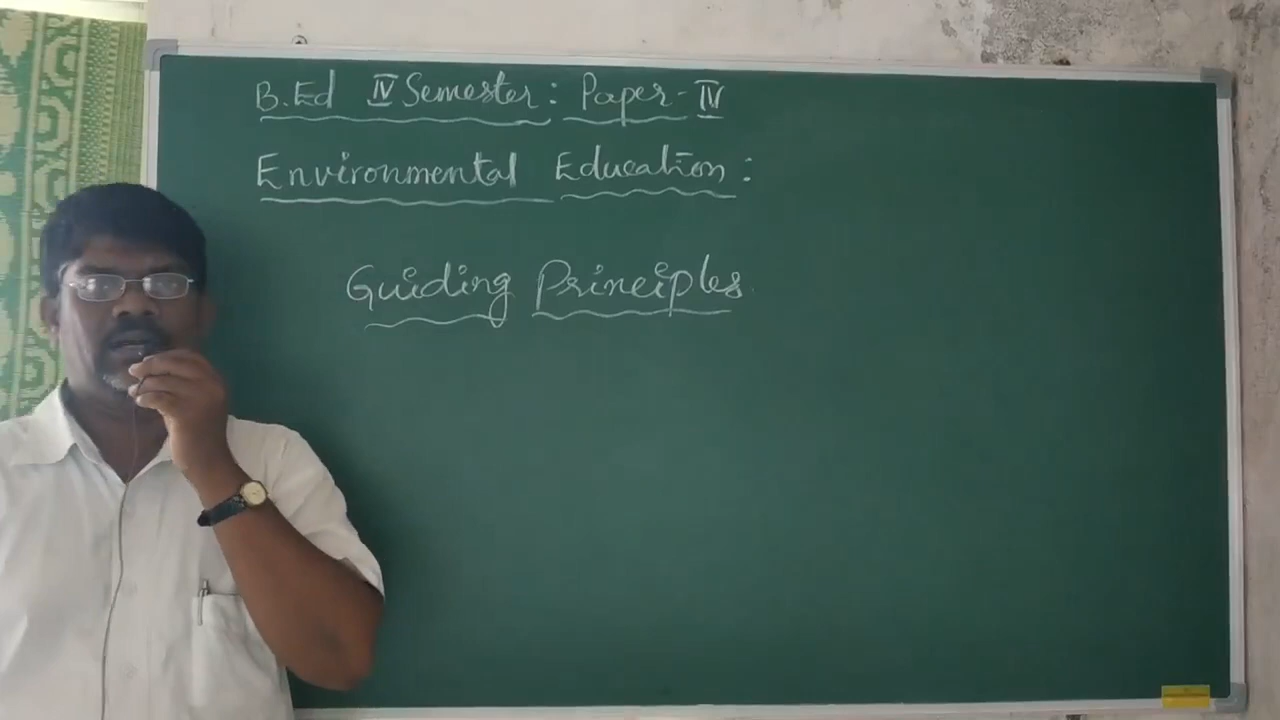 B.Ed IV Semester: Paper-IV
Environmental Education:
Guiding Principles